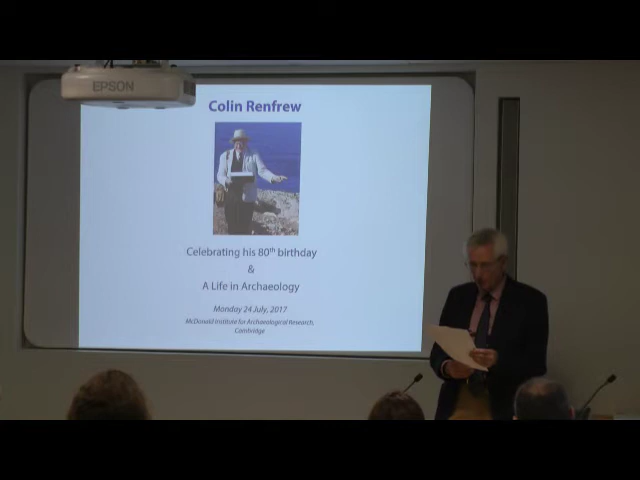 EPSON
Colin Renfrew
Celebrating his 80th birthday
&
A Life in Archaeology
Monday 24 July, 2017
McDonald Institute for Archaeological Research,
Cambridge